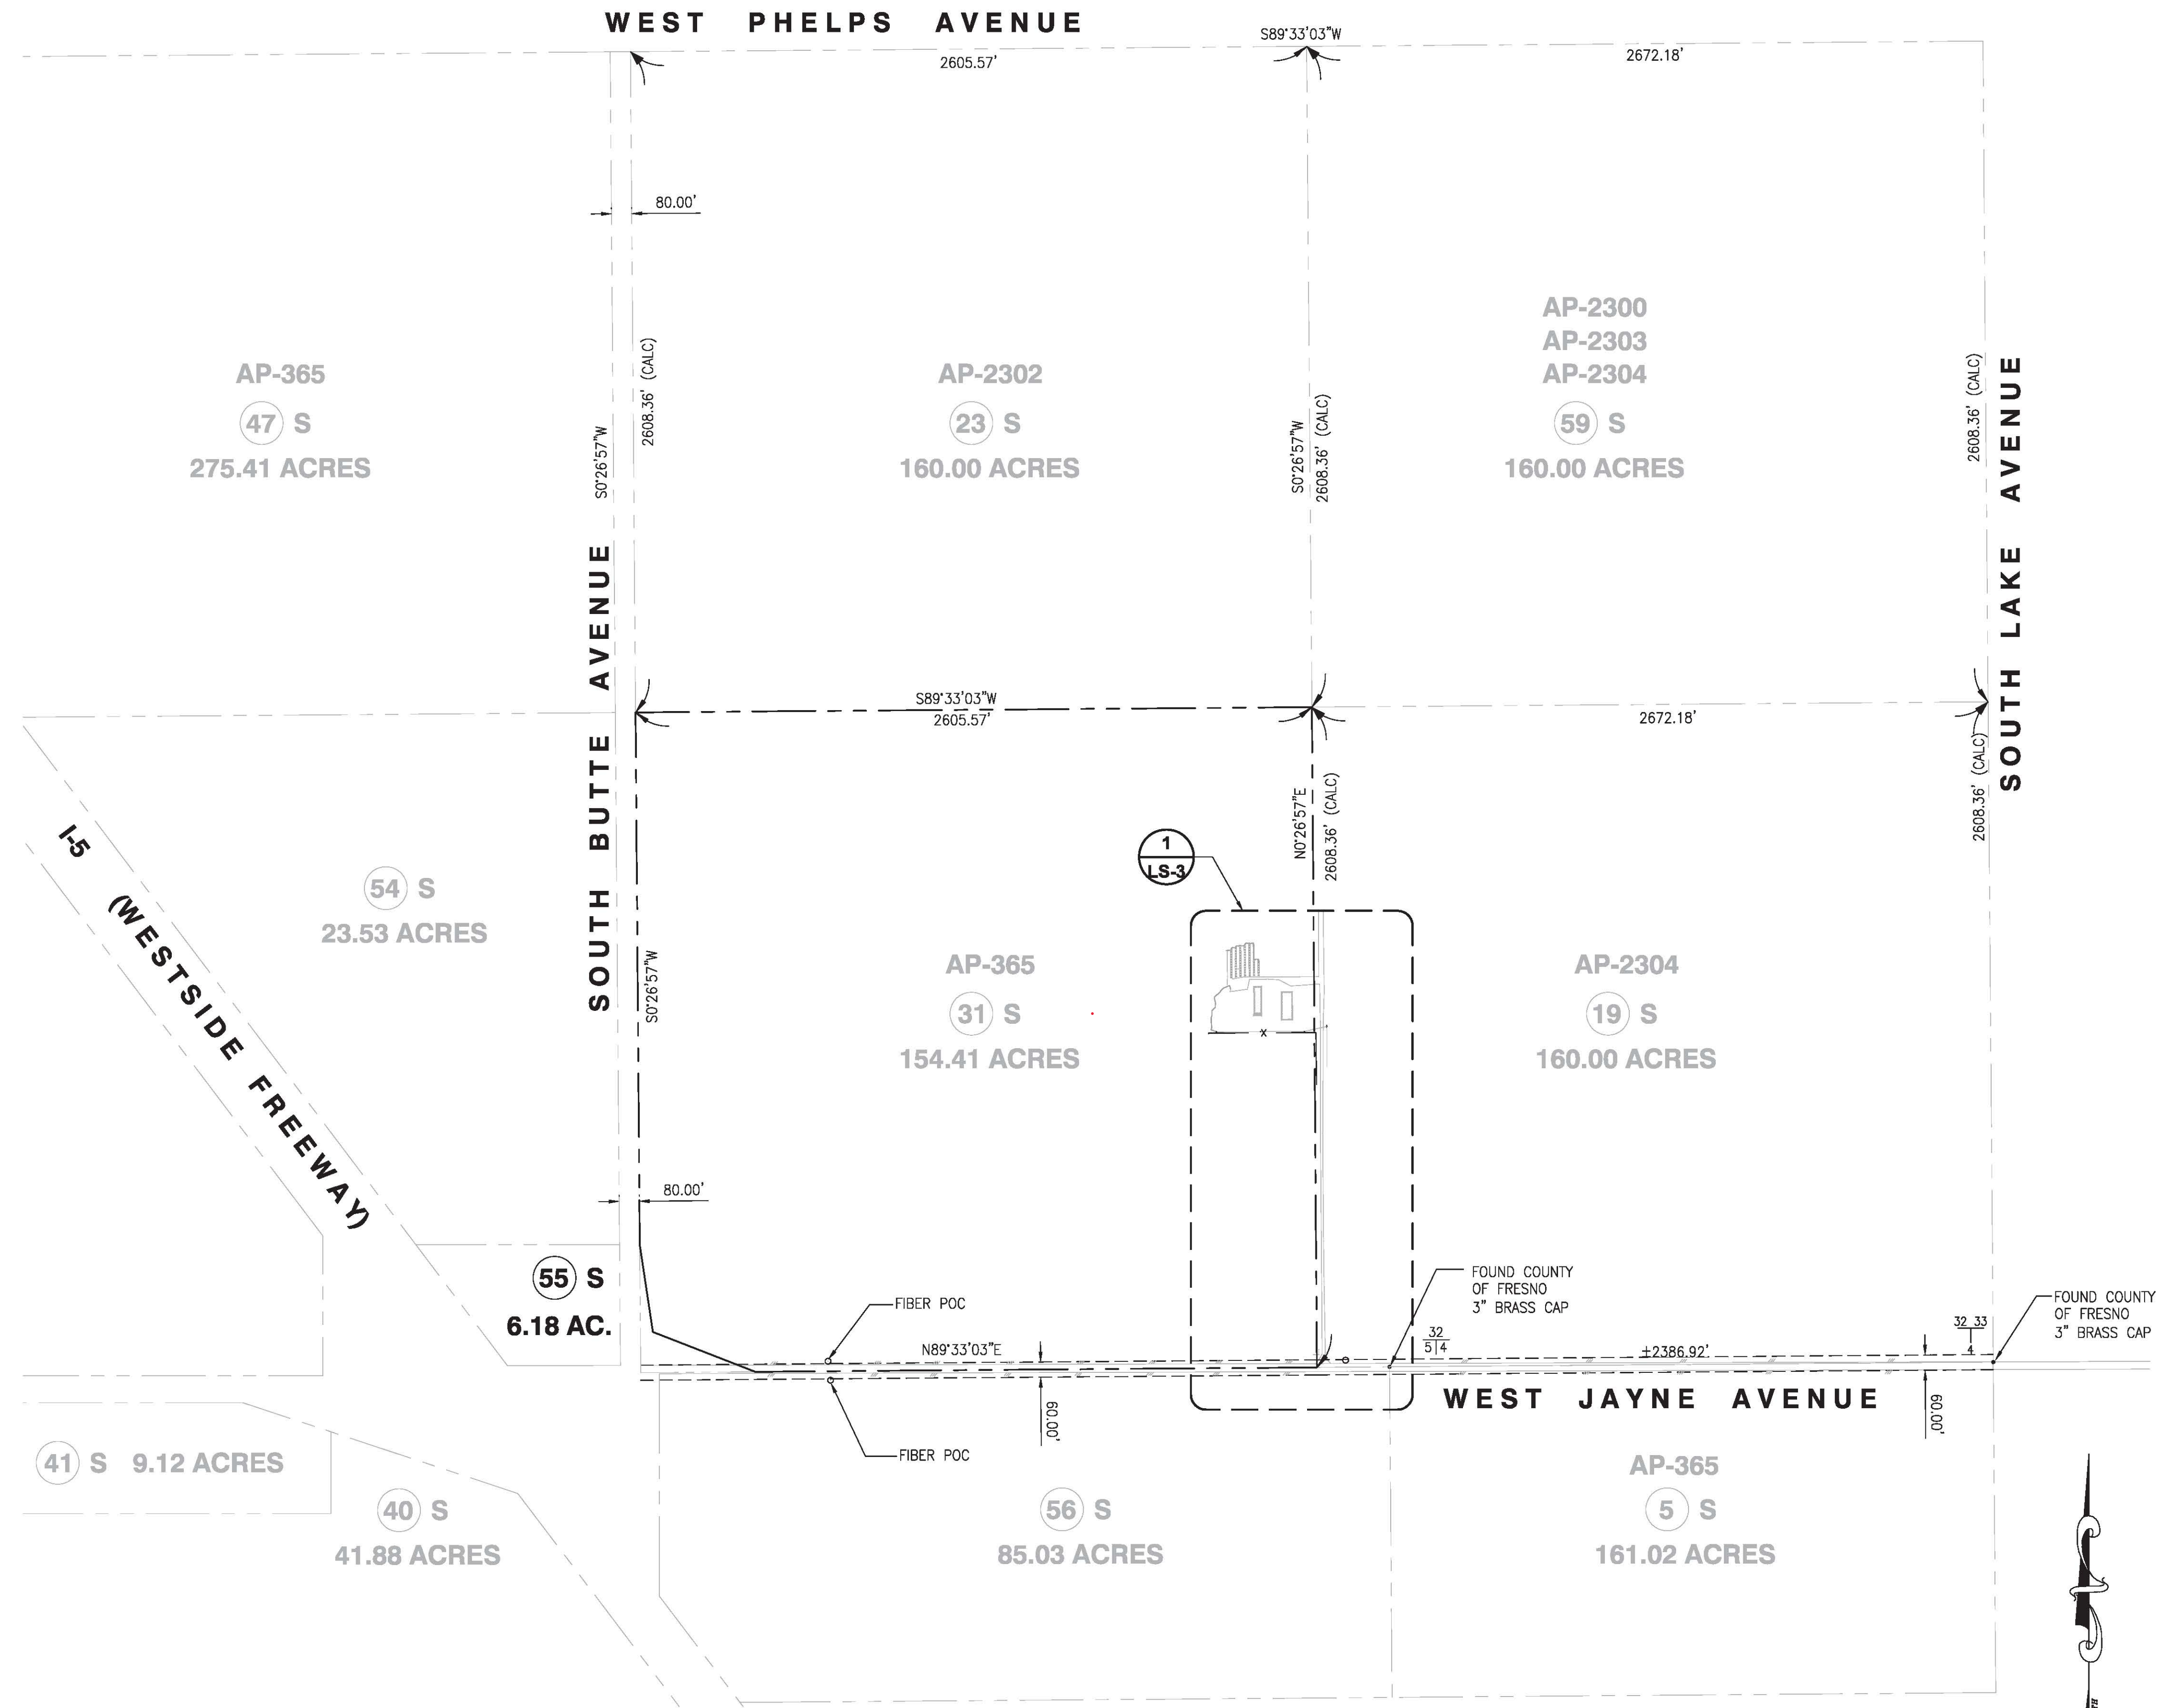 WEST PHELPS AVENUE
S89°33'03"W
2605.57'
2672.18'
80.00'
2608.36' (CALC)
S0°26'57"W
SOUTH BUTTE AVENUE
AP-365
47 S
275.41 ACRES
AP-2302
23 S
160.00 ACRES
S0°26'57"W
2608.36' (CALC)
AP-2300
AP-2303
AP-2304
59 S
160.00 ACRES
2608.36' (CALC)
SOUTH LAKE AVENUE
S89°33'03"W
2605.57'
2672.18'
2608.36' (CALC)
I-5 (WESTSIDE FREEWAY)
54 S
23.53 ACRES
S0°26'57"W
AP-365
31 S
154.41 ACRES
1
LS-3
N0°26'57"E
2608.36' (CALC)
X
AP-2304
19 S
160.00 ACRES
80.00'
55 S
6.18 AC.
FIBER POC
N89°33'03"E
FIBER POC
60.00'
FOUND COUNTY
OF FRESNO
3" BRASS CAP
32
5|4
±2386.92'
32 33
4
FOUND COUNTY
OF FRESNO
3" BRASS CAP
WEST JAYNE AVENUE
60.00'
41 S 9.12 ACRES
40 S
41.88 ACRES
56 S
85.03 ACRES
AP-365
5 S
161.02 ACRES